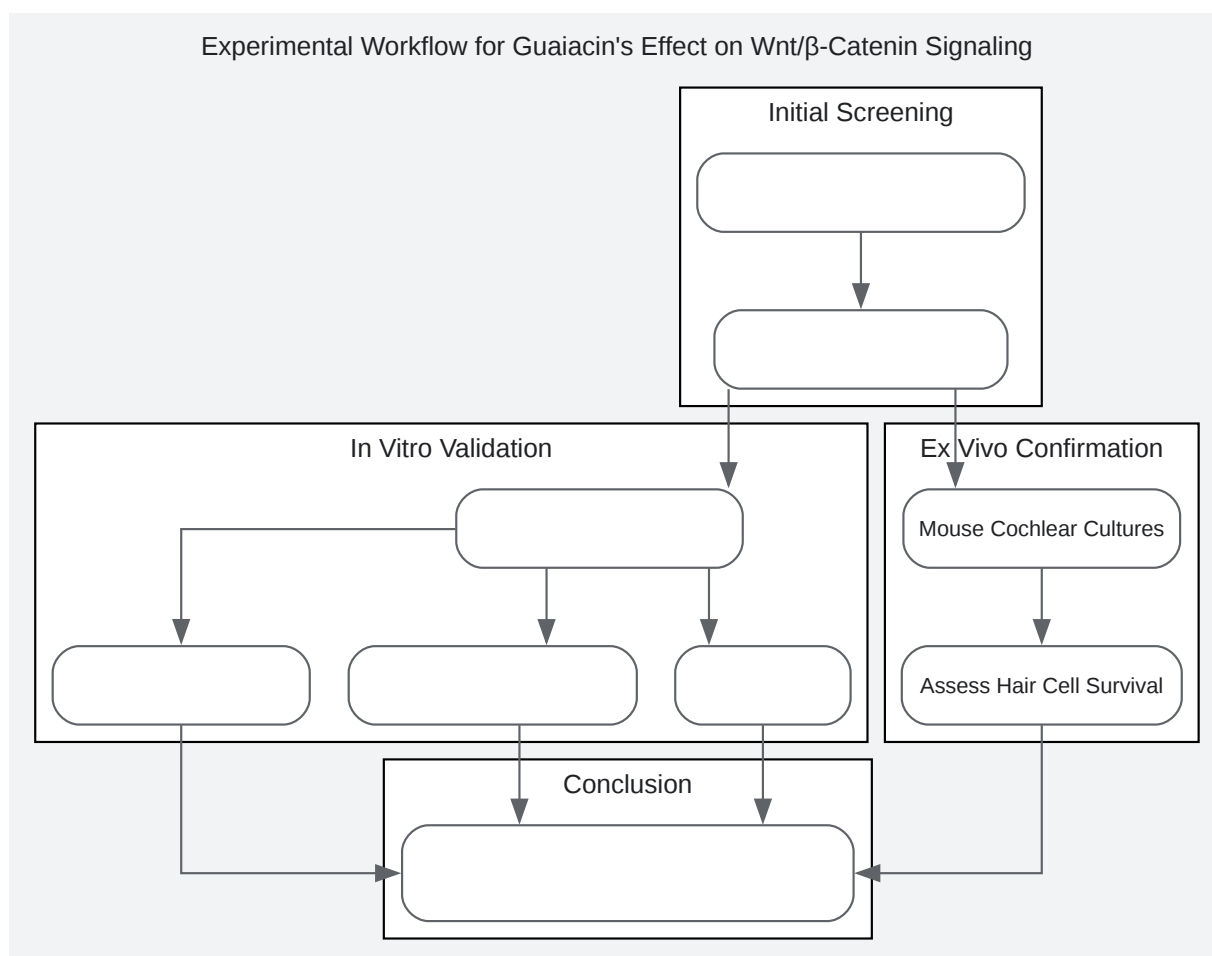 Experimental Workflow for Guaiacin's Effect on Wnt/β-Catenin Signaling
Initial Screening
In Vitro Validation
Ex Vivo Confirmation
Mouse Cochlear Cultures
Assess Hair Cell Survival
Conclusion